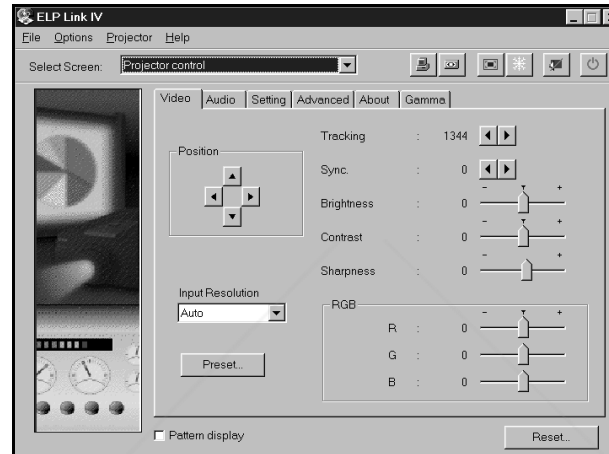 ELP Link IV
File Options Projector Help
Select Screen: Projector control
Video Audio Setting Advanced About Gamma
Position
Tracking : 1344
Sync. : 0
Brightness : 0 - +
Contrast : 0 - +
Sharpness : 0 - +
Input Resolution
Auto
Preset...
RGB
R : 0 - +
G : 0
B : 0
Pattern display
Reset...